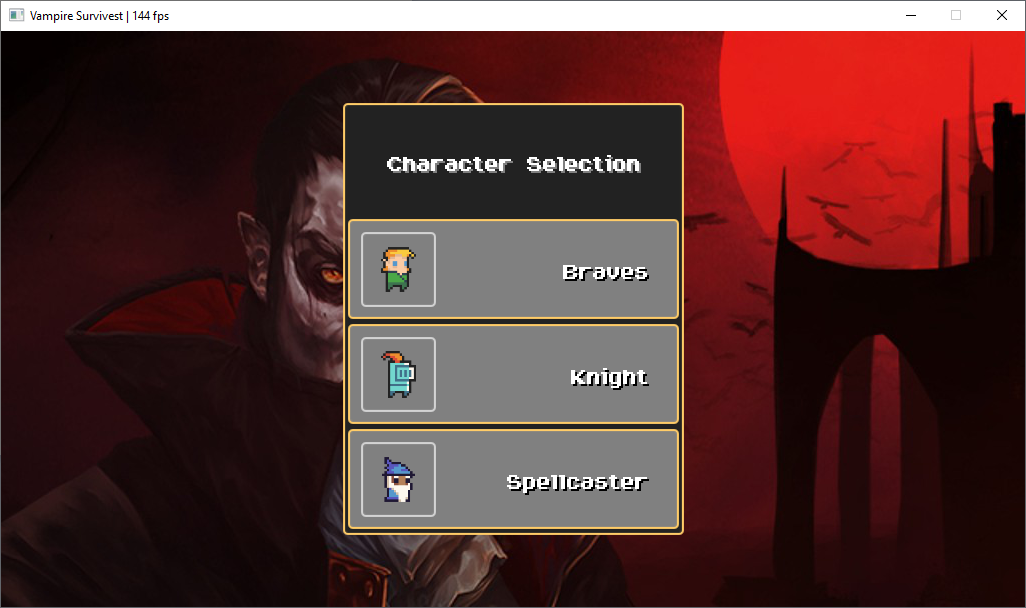 Vampire Survivest | 144 fps
Character Selection
Braves
Knight
Spellcaster